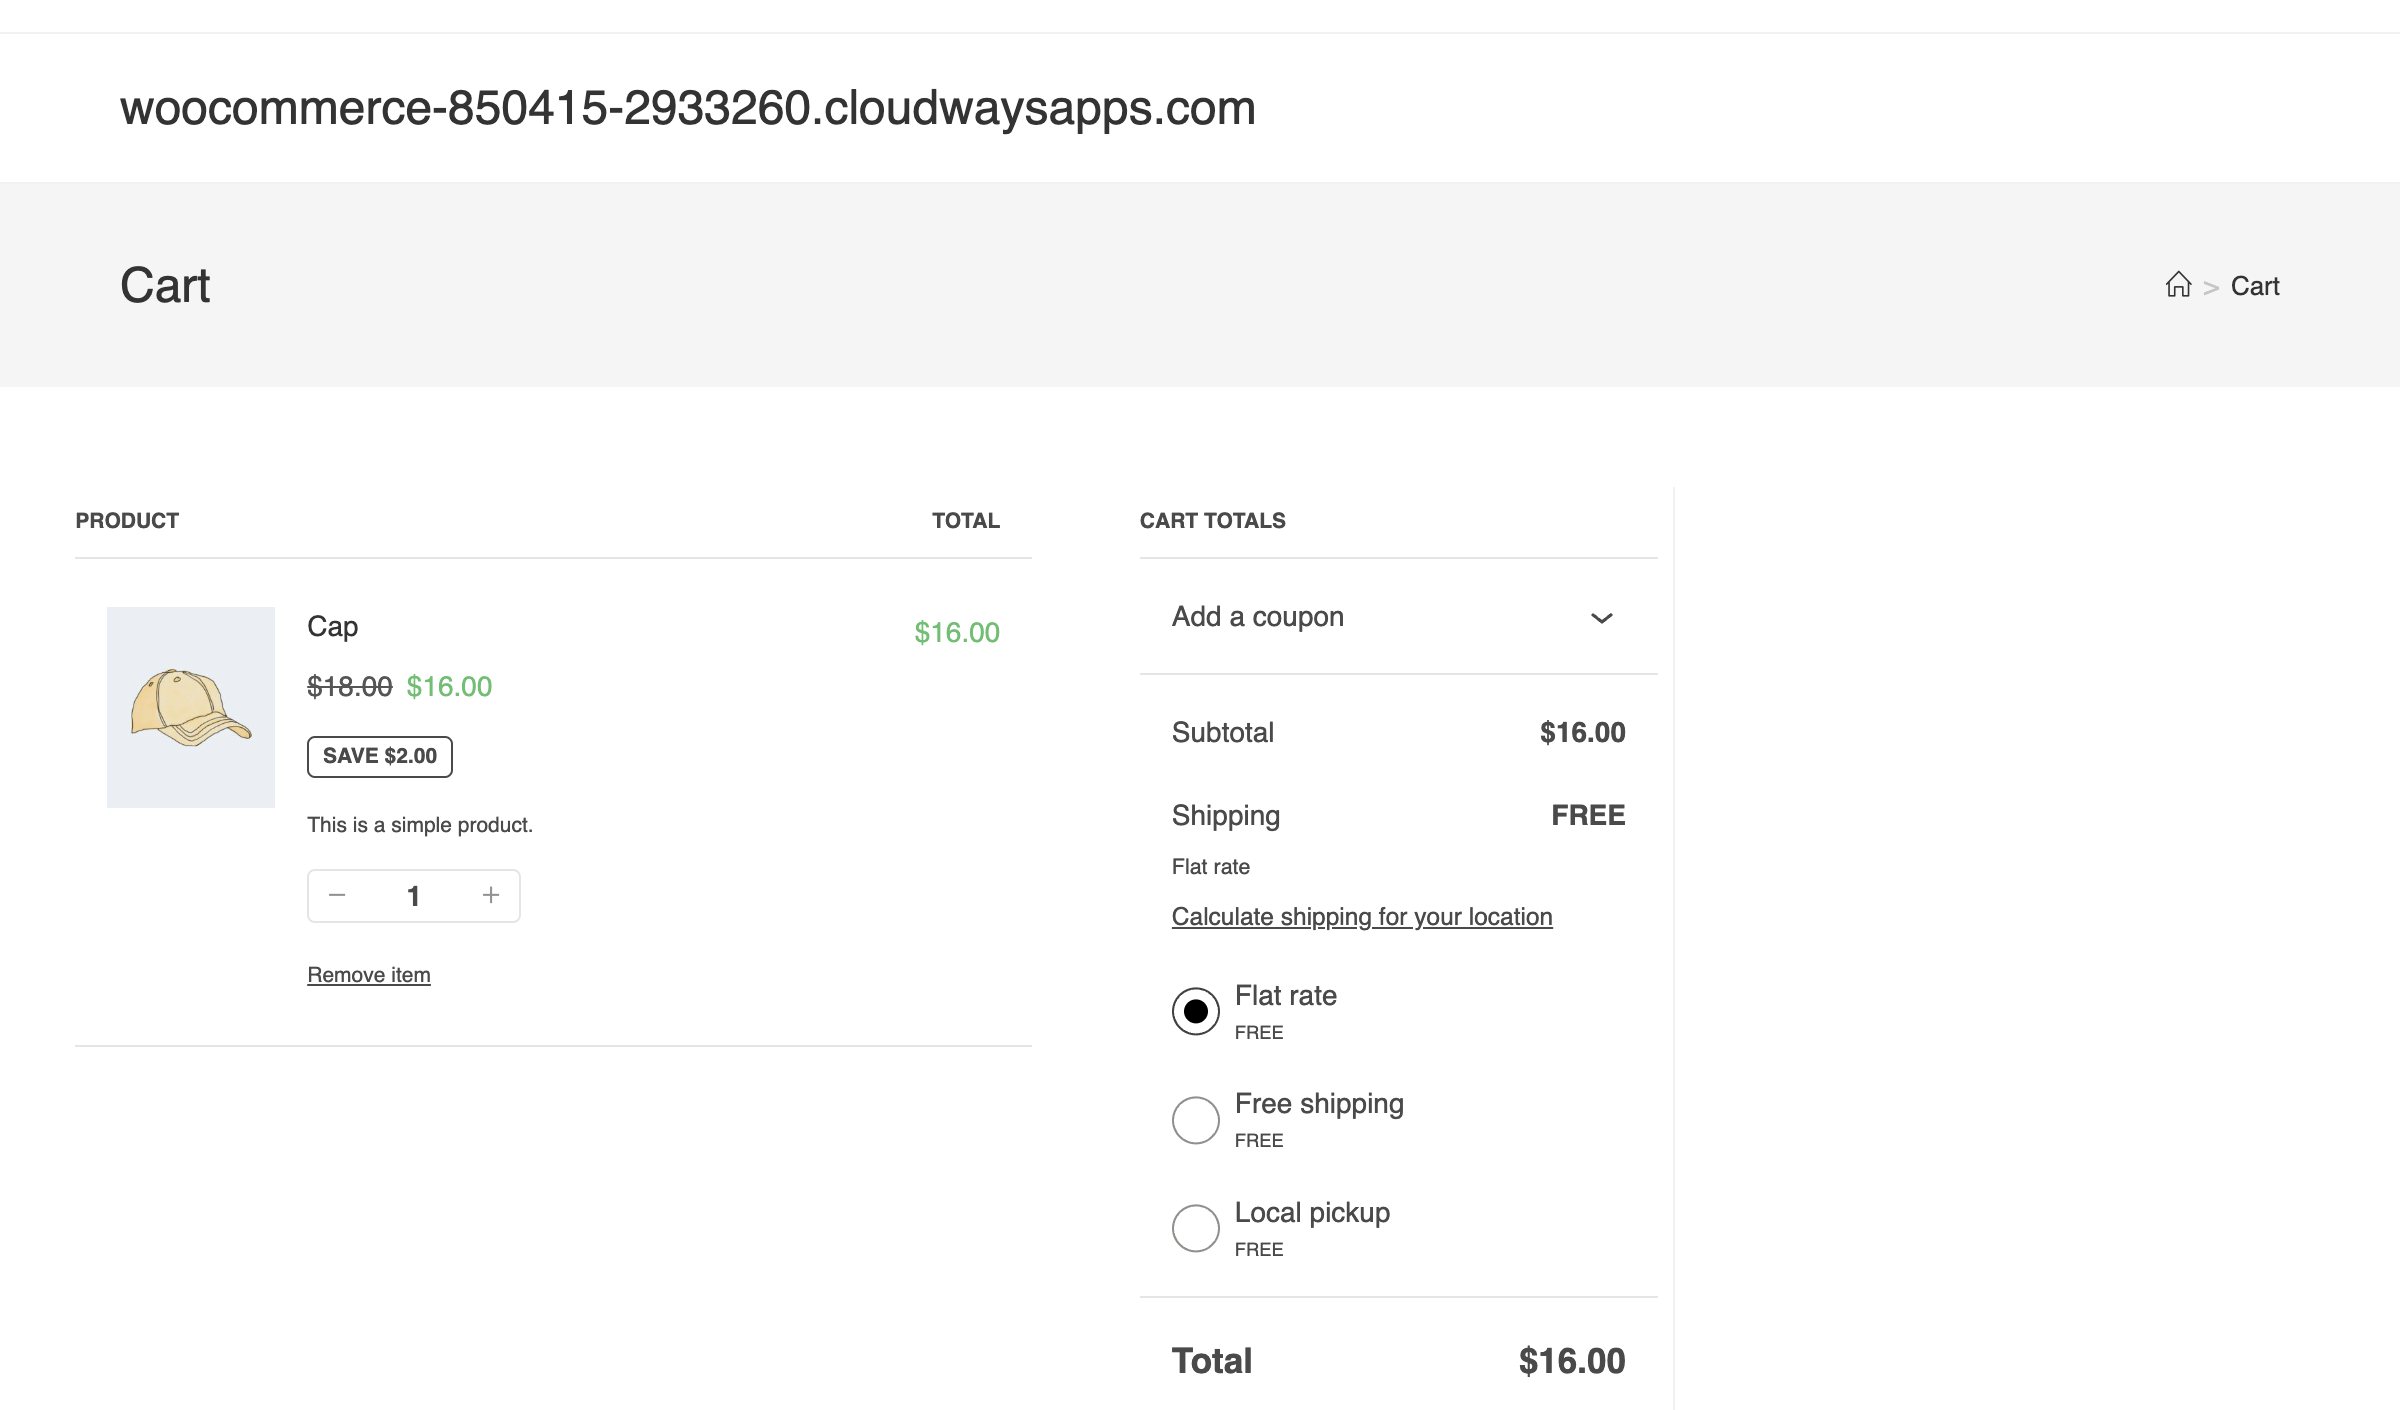 woocommerce-850415-2933260.cloudwaysapps.com
Cart
> Cart
PRODUCT
TOTAL
Cap
$16.00
$18.00 $16.00
SAVE $2.00
This is a simple product.
− 1 +
Remove item
CART TOTALS
Add a coupon
Subtotal $16.00
Shipping FREE
Flat rate
Calculate shipping for your location
Flat rate
FREE
Free shipping
FREE
Local pickup
FREE
Total $16.00